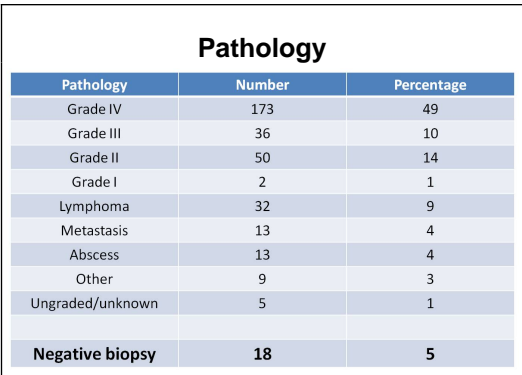 Pathology
Pathology Number Percentage
Grade IV 173 49
Grade III 36 10
Grade II 50 14
Grade I 2 1
Lymphoma 32 9
Metastasis 13 4
Abscess 13 4
Other 9 3
Ungraded/unknown 5 1
Negative biopsy 18 5